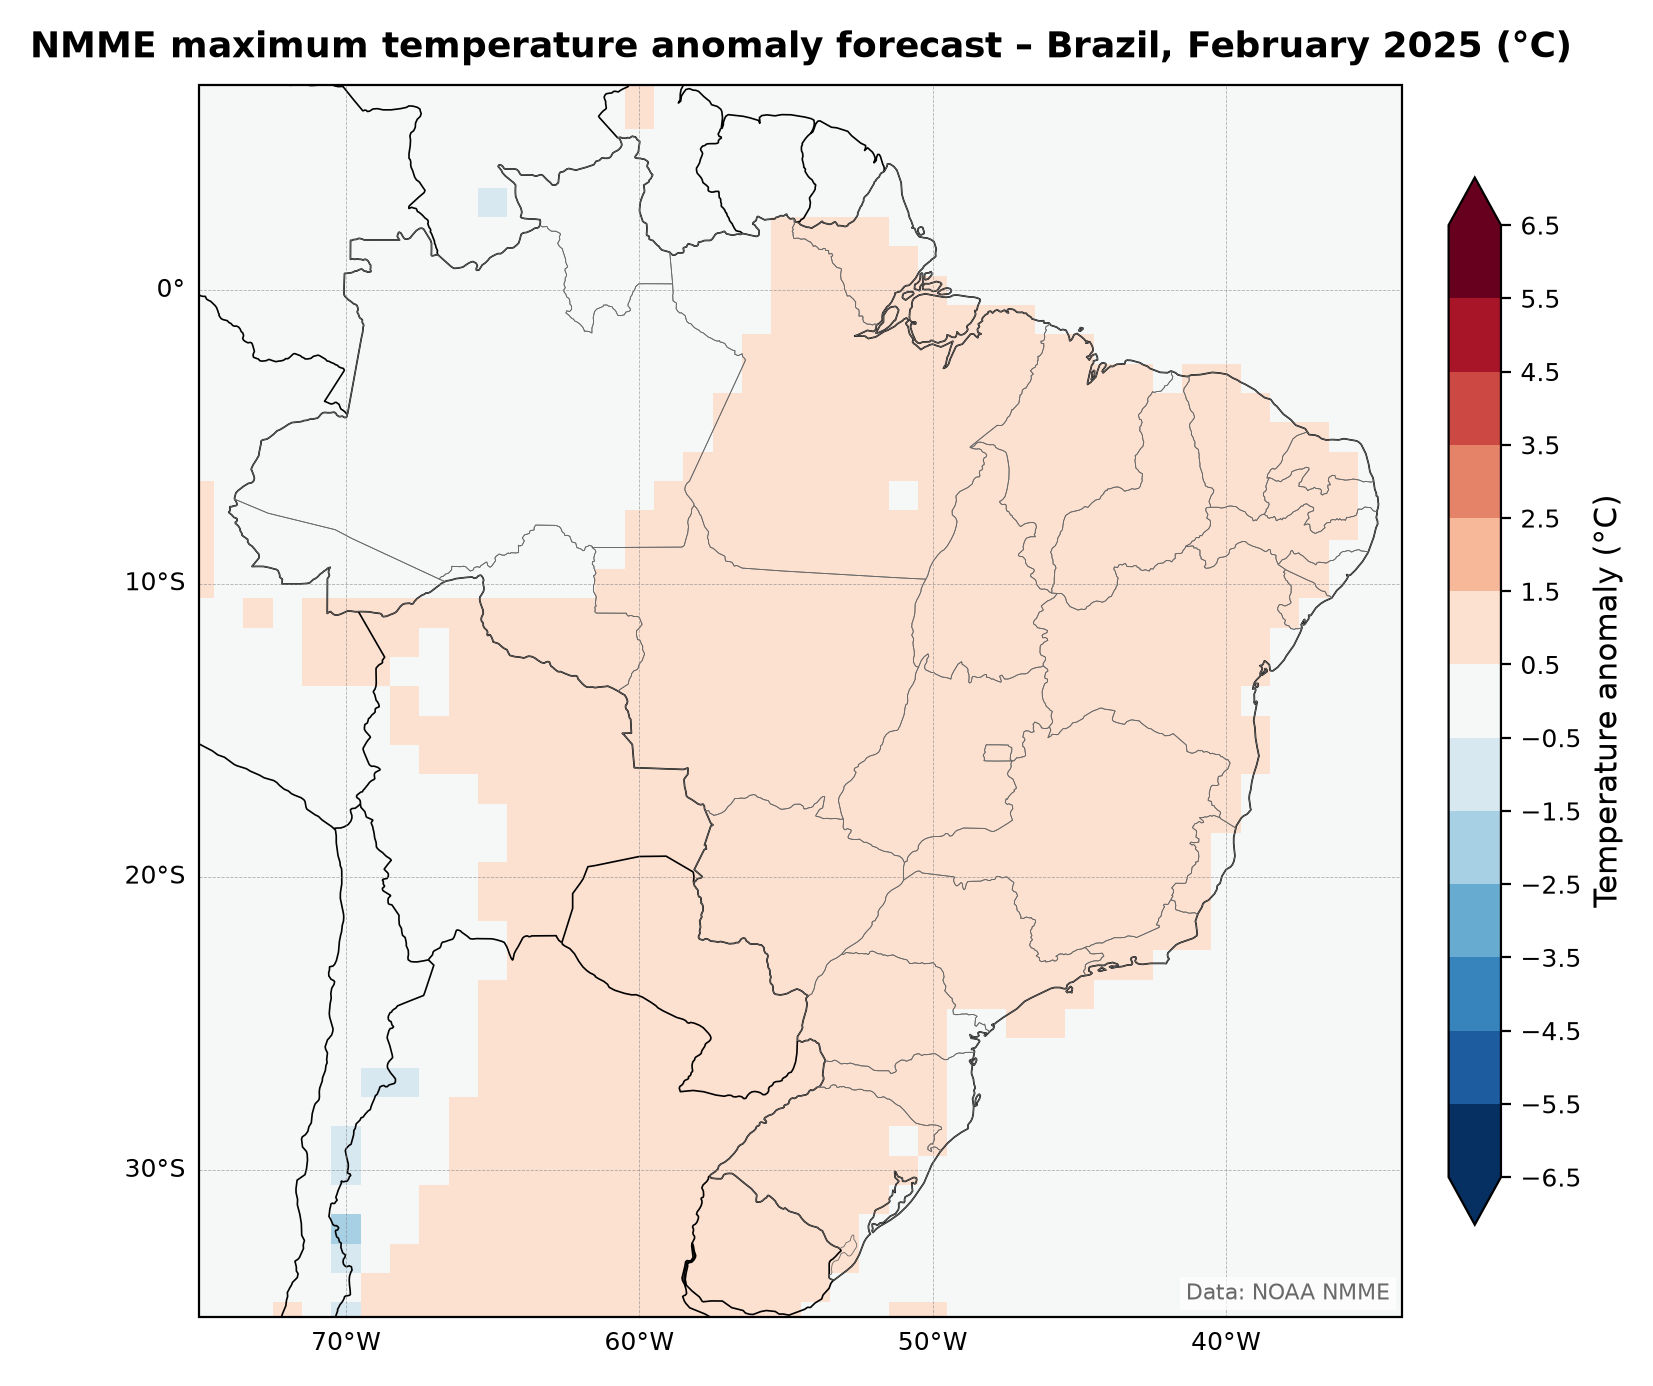 NMME maximum temperature anomaly forecast – Brazil, February 2025 (°C)
0°
10°S
20°S
30°S
70°W
60°W
50°W
40°W
Data: NOAA NMME
6.5
5.5
4.5
3.5
2.5
1.5
0.5
−0.5
−1.5
−2.5
−3.5
−4.5
−5.5
−6.5
Temperature anomaly (°C)